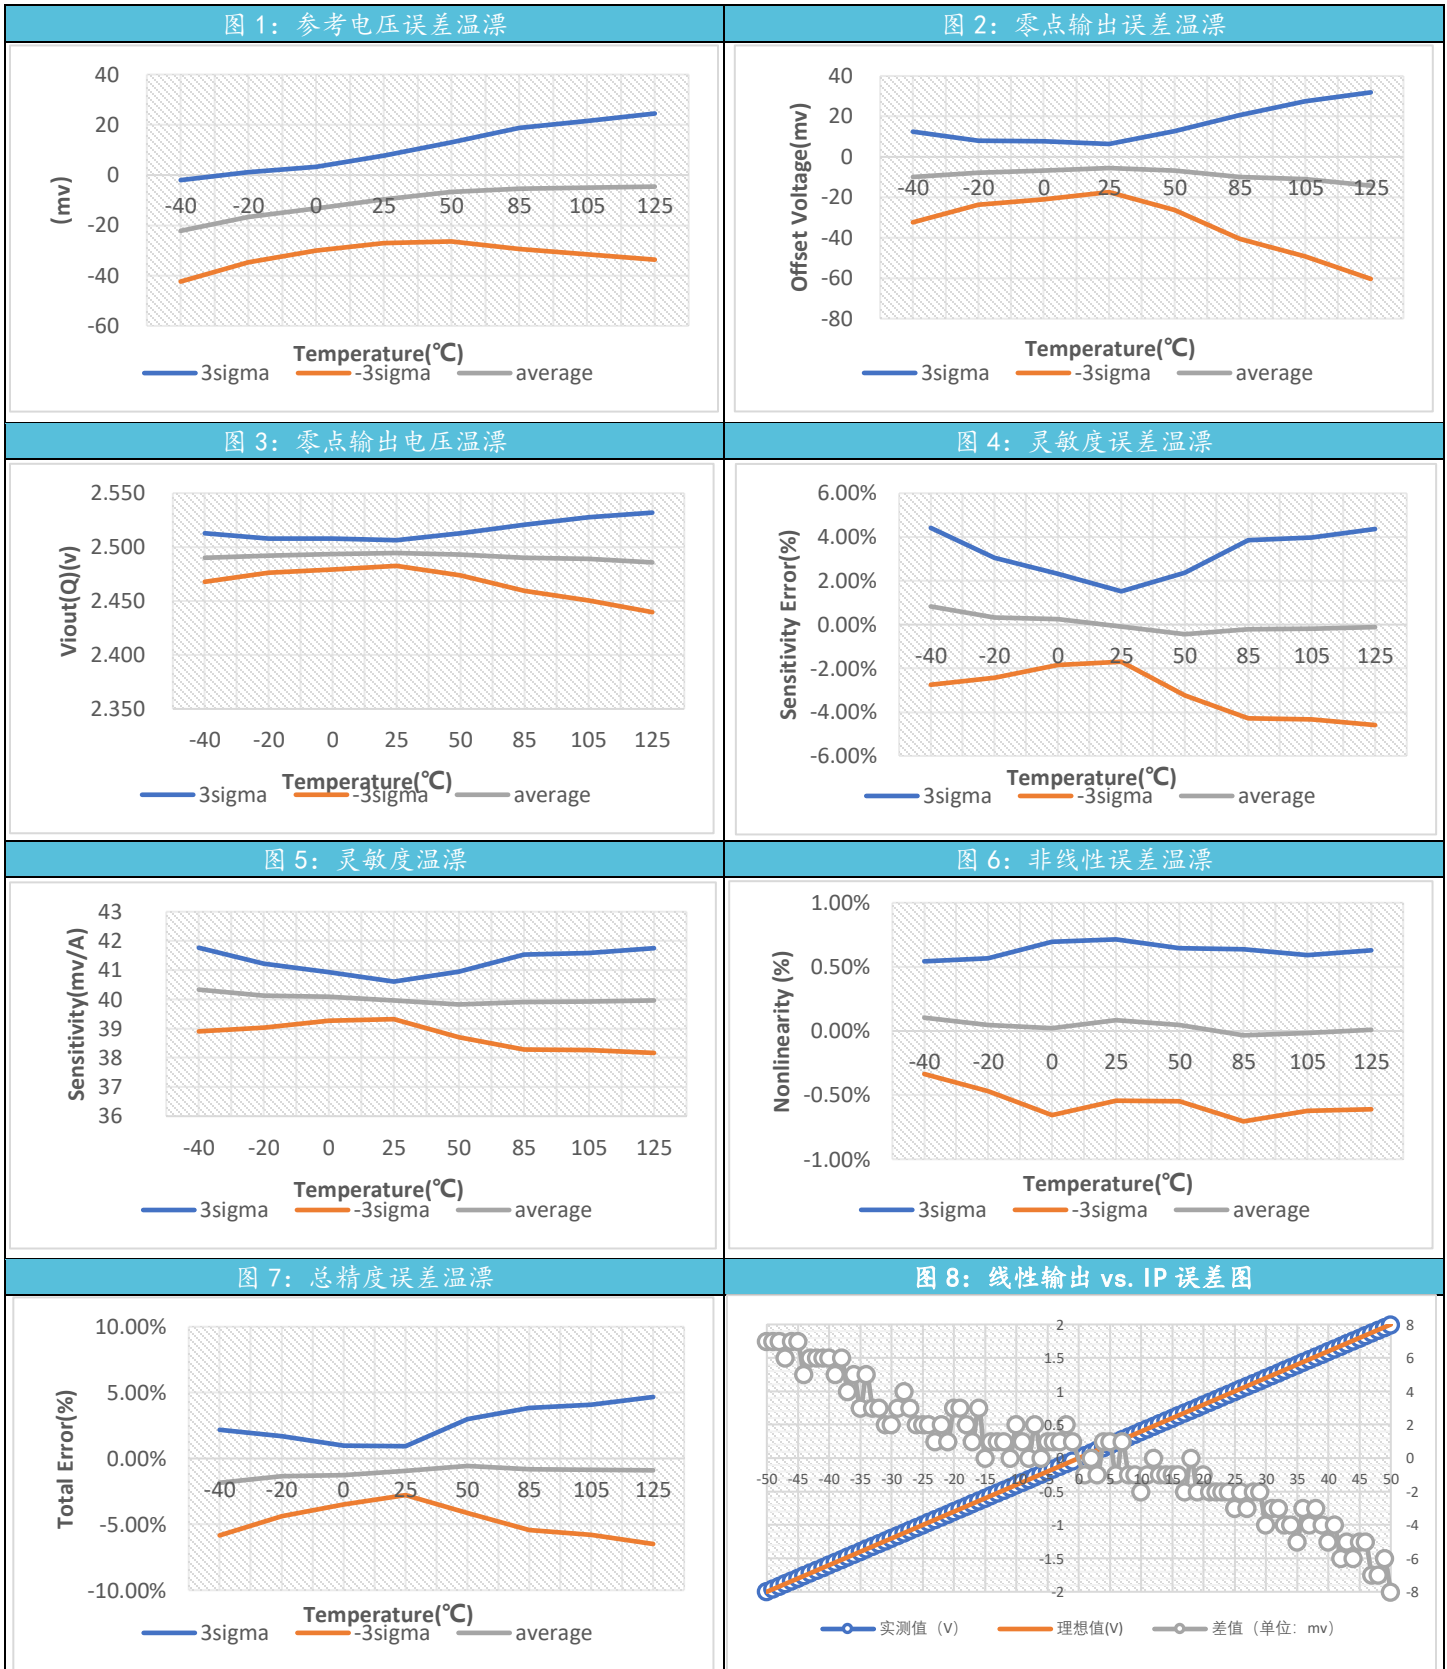 图 1：参考电压误差温漂
40
20
0
-20
-40
-60
(mv)
-40 -20 0 25 50 85 105 125
Temperature(℃)
3sigma -3sigma average
图 2：零点输出误差温漂
40
20
0
-20
-40
-60
-80
Offset Voltage(mv)
-40 -20 0 25 50 85 105 125
Temperature(℃)
3sigma -3sigma average
图 3：零点输出电压温漂
2.550
2.500
2.450
2.400
2.350
Viout(Q)(v)
-40 -20 0 25 50 85 105 125
Temperature(℃)
3sigma -3sigma average
图 4：灵敏度误差温漂
6.00%
4.00%
2.00%
0.00%
-2.00%
-4.00%
-6.00%
Sensitivity Error(%)
-40 -20 0 25 50 85 105 125
Temperature(℃)
3sigma -3sigma average
图 5：灵敏度温漂
43
42
41
40
39
38
37
36
Sensitivity(mv/A)
-40 -20 0 25 50 85 105 125
Temperature(℃)
3sigma -3sigma average
图 6：非线性误差温漂
1.00%
0.50%
0.00%
-0.50%
-1.00%
Nonlinearity (%)
-40 -20 0 25 50 85 105 125
Temperature(℃)
3sigma -3sigma average
图 7：总精度误差温漂
10.00%
5.00%
0.00%
-5.00%
-10.00%
Total Error(%)
-40 -20 0 25 50 85 105 125
Temperature(℃)
3sigma -3sigma average
图 8：线性输出 vs. IP 误差图
2
1.5
1
0.5
0
-0.5
-1
-1.5
-2
8
6
4
2
0
-2
-4
-6
-8
-50 -45 -40 -35 -30 -25 -20 -15 -10 -5 0 5 10 15 20 25 30 35 40 45 50
实测值（V） 理想值(V) 差值（单位：mv）